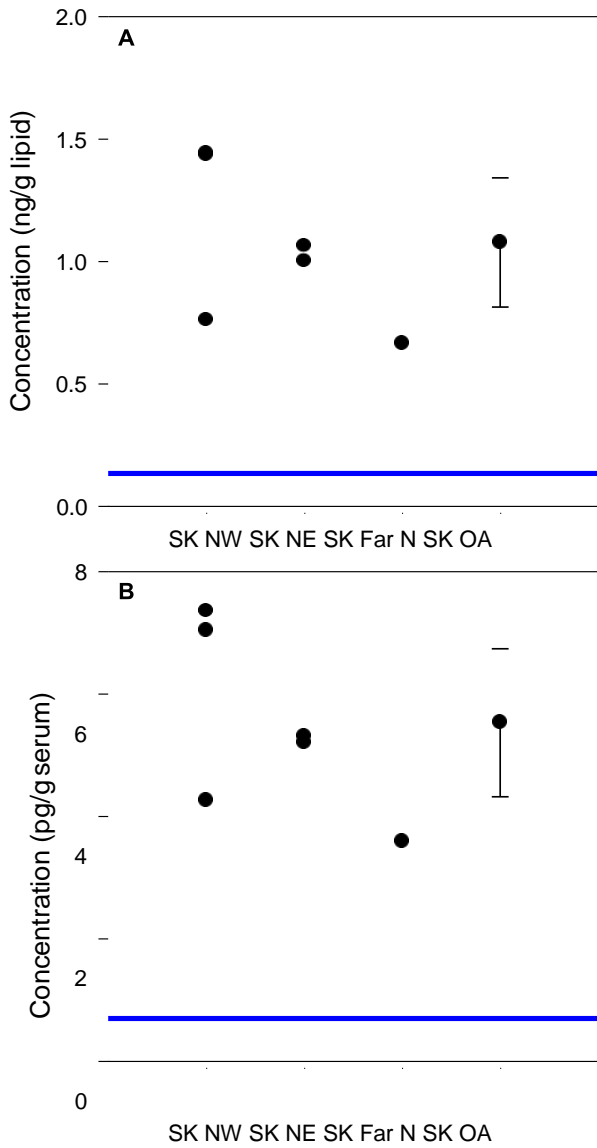 2.0
A
1.5
1.0
0.5
0.0
Concentration (ng/g lipid)
SK NW SK NE SK Far N SK OA
8
B
6
4
2
0
Concentration (pg/g serum)
SK NW SK NE SK Far N SK OA